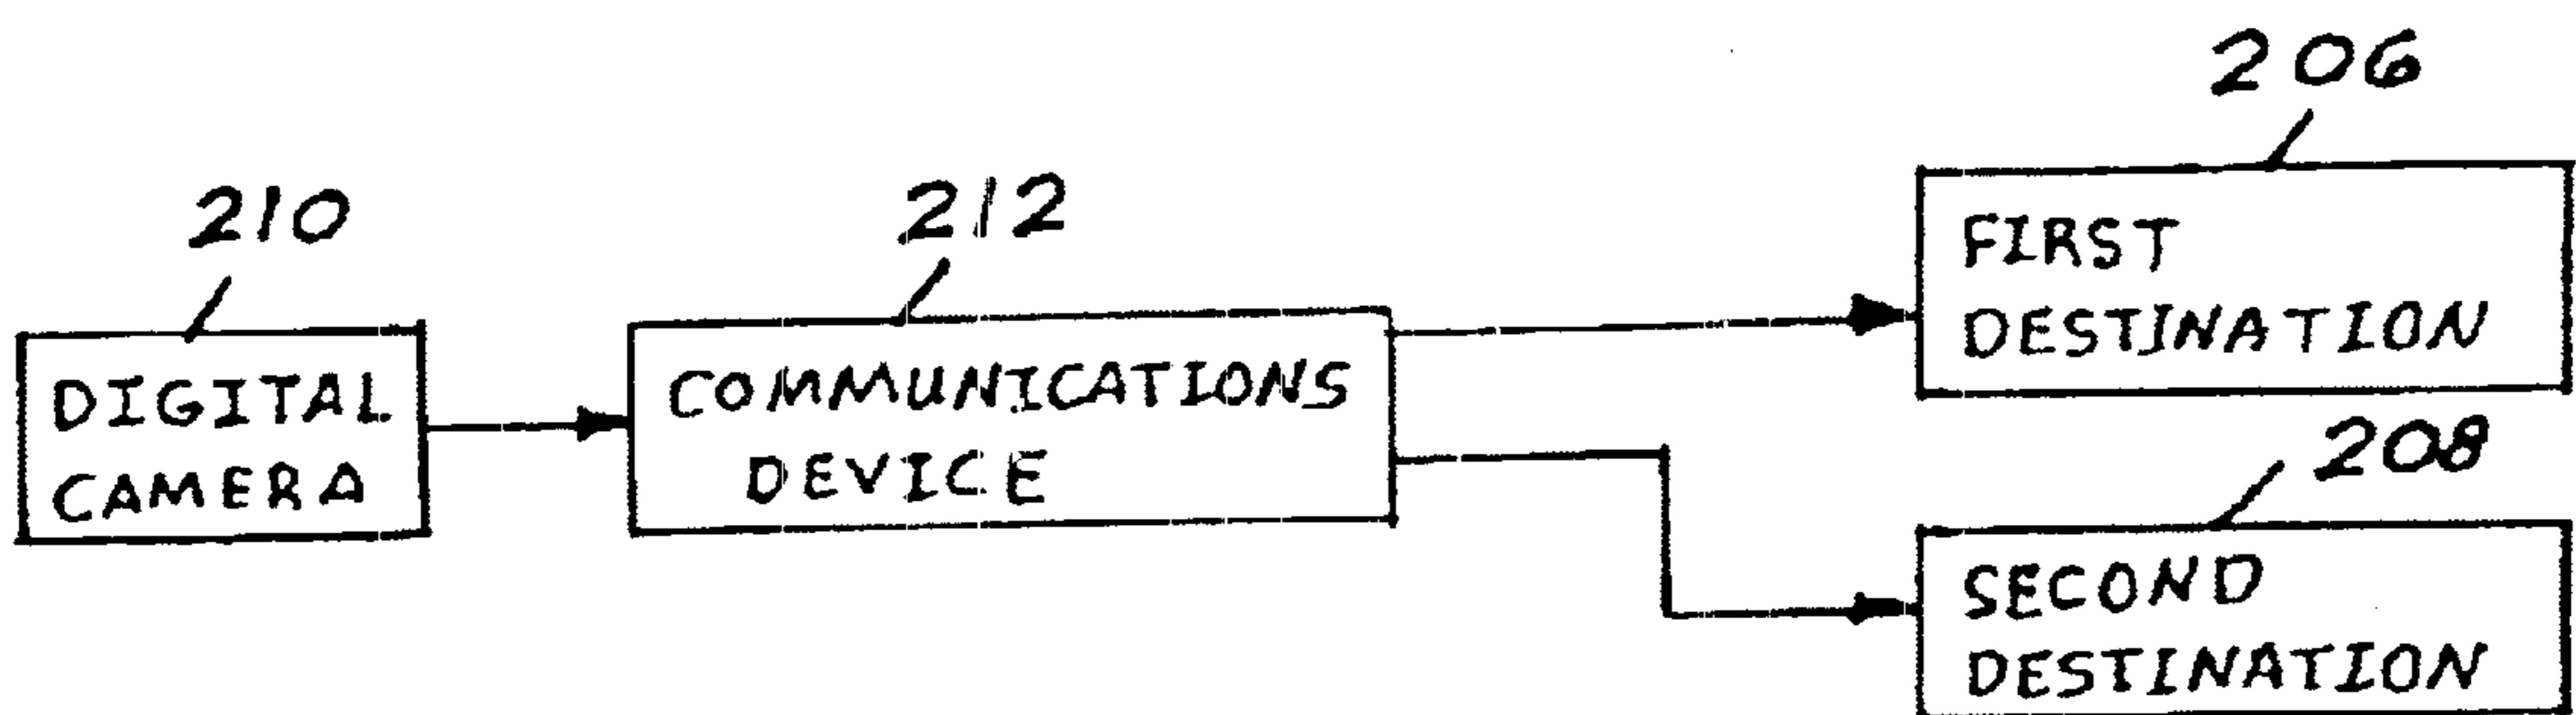 206
210
212
FIRST
DESTINATION
DIGITAL
CAMERA
COMMUNICATIONS
DEVICE
208
SECOND
DESTINATION